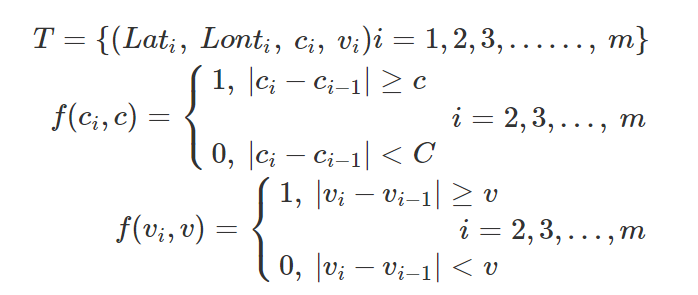 T = {(Lat_i, Lont_i, c_i, v_i)i = 1,2,3,......, m}
f(c_i, c) = { 1, |c_i − c_{i−1}| ≥ c
i = 2,3,..., m
0, |c_i − c_{i−1}| < C
f(v_i, v) = { 1, |v_i − v_{i−1}| ≥ v
i = 2,3,...,m
0, |v_i − v_{i−1}| < v